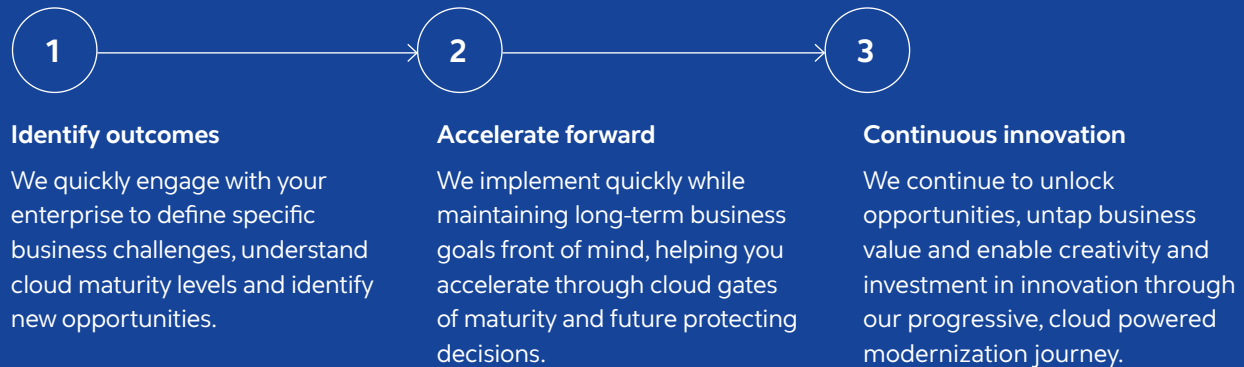 1
2
3
Identify outcomes
We quickly engage with your
enterprise to define specific
business challenges, understand
cloud maturity levels and identify
new opportunities.
Accelerate forward
We implement quickly while
maintaining long-term business
goals front of mind, helping you
accelerate through cloud gates
of maturity and future protecting
decisions.
Continuous innovation
We continue to unlock
opportunities, untap business
value and enable creativity and
investment in innovation through
our progressive, cloud powered
modernization journey.